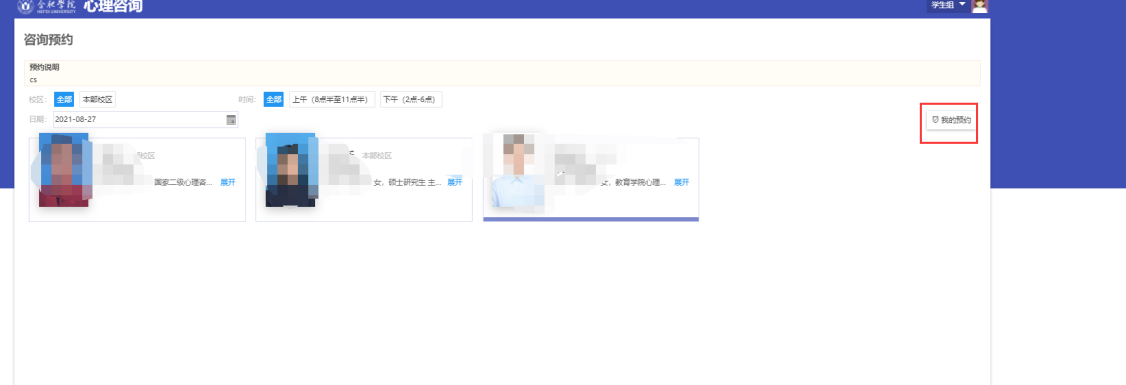 合肥学院 心理咨询
HEFEI UNIVERSITY
学生组
咨询预约
预约说明
cs
校区: 全部 本部校区 时间: 全部 上午（8点半至11点半） 下午（2点-6点）
日期: 2021-08-27
我的预约
校区
本部校区
国家二级心理咨... 展开
女，硕士研究生 主... 展开
女，教育学院心理... 展开